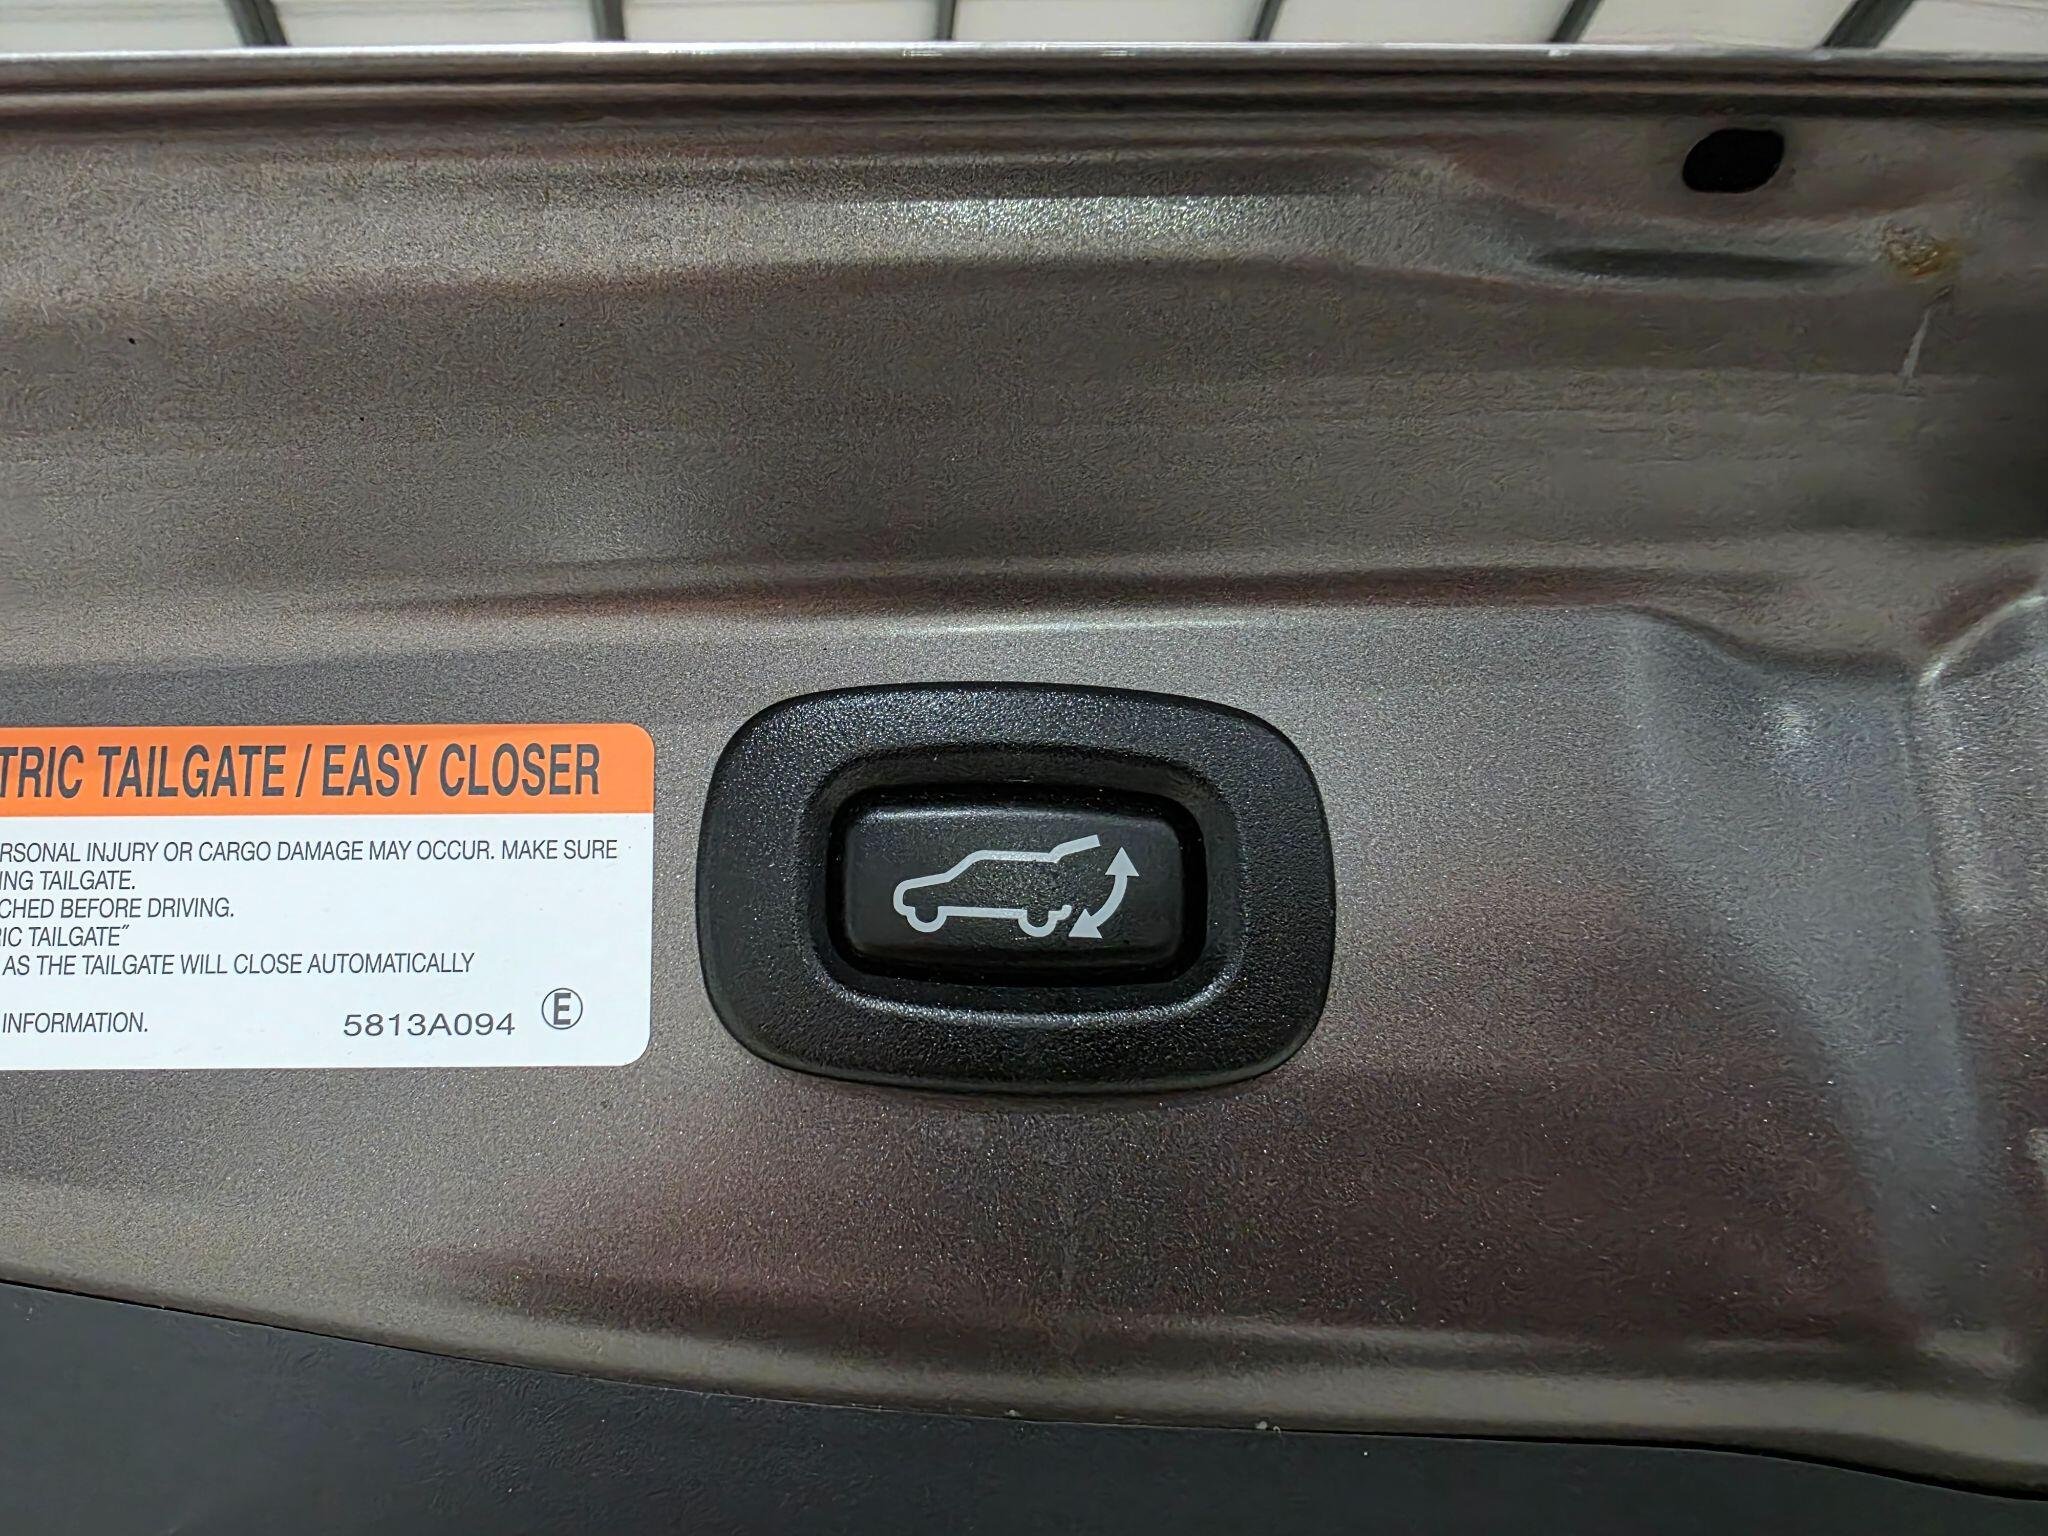 TRIC TAILGATE / EASY CLOSER
RSONAL INJURY OR CARGO DAMAGE MAY OCCUR. MAKE SURE
ING TAILGATE.
CHED BEFORE DRIVING.
IC TAILGATE"
AS THE TAILGATE WILL CLOSE AUTOMATICALLY
INFORMATION.
5813A094 E